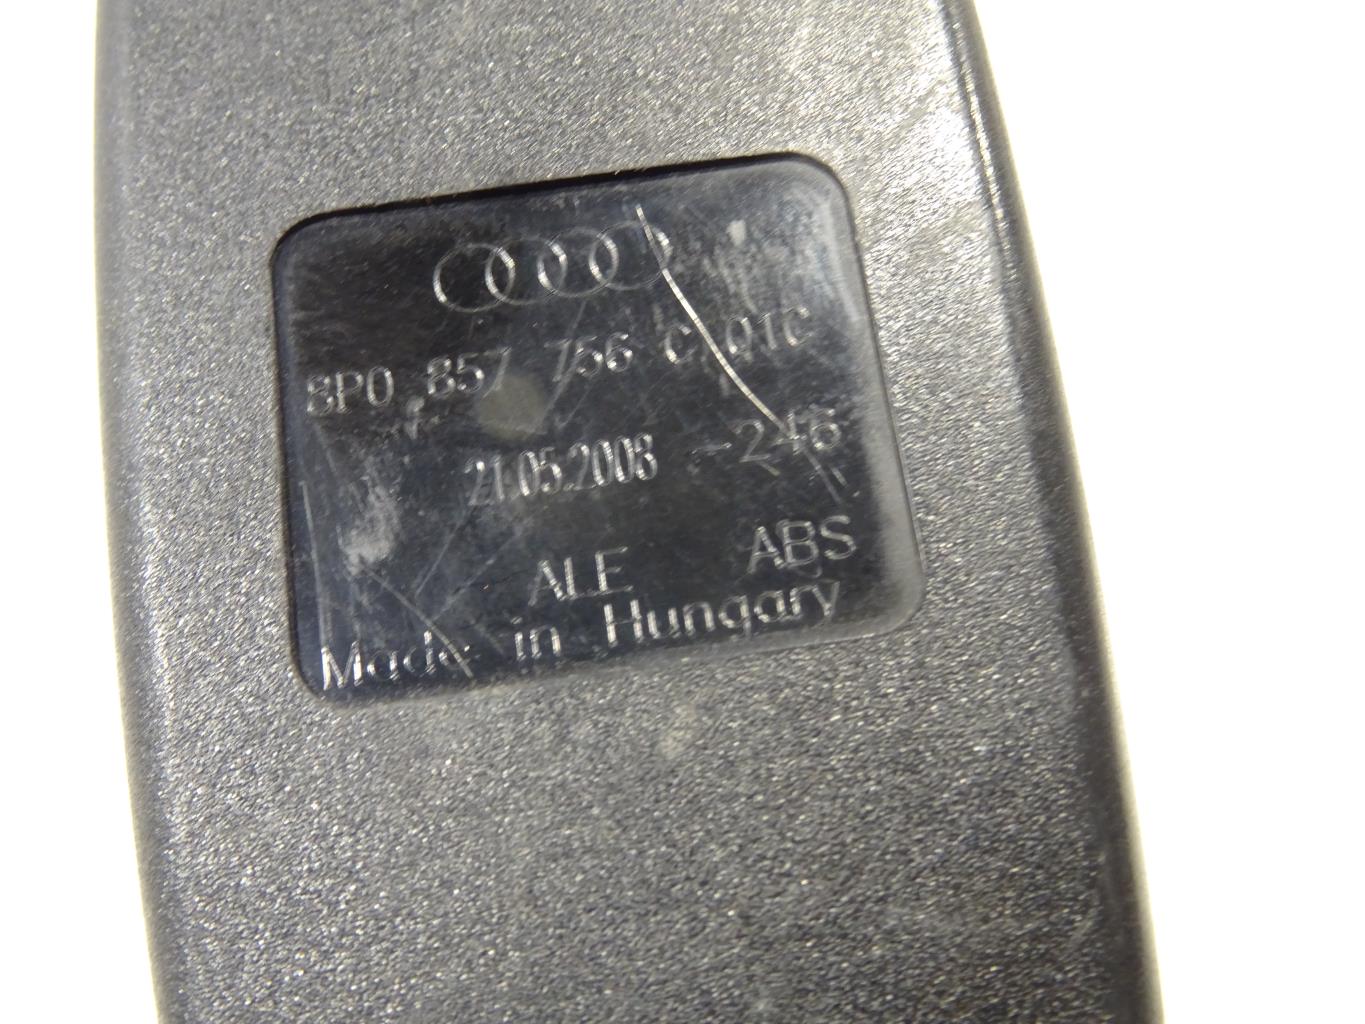 8P0 857 756 C 01C
21.05.2008 -246
ALE ABS
Made in Hungary